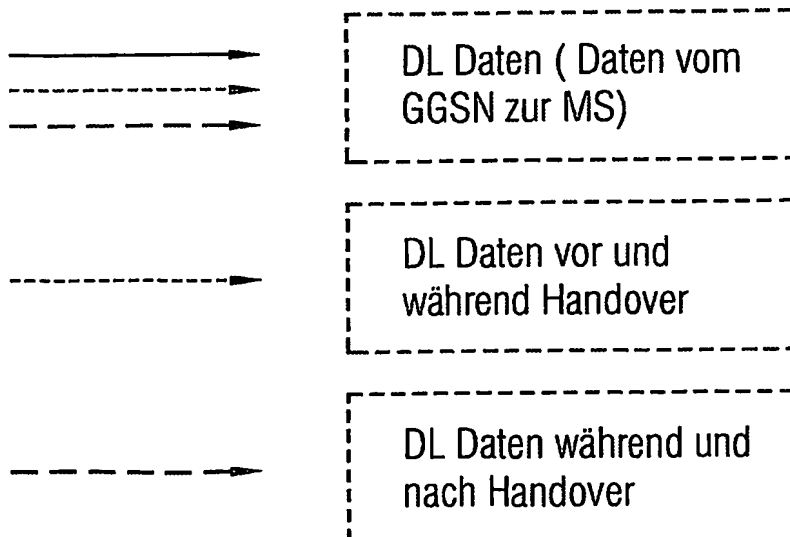 DL Daten ( Daten vom
GGSN zur MS)
DL Daten vor und
während Handover
DL Daten während und
nach Handover